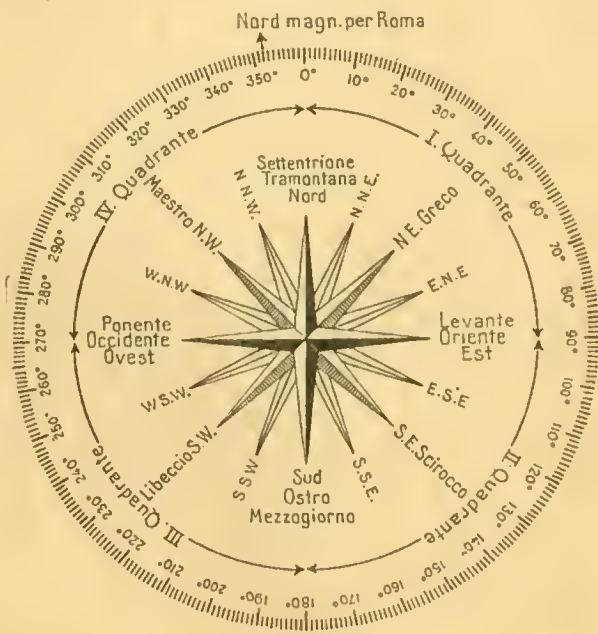 Nord magn. per Roma
0°
10°
20°
30°
40°
50°
60°
70°
80°
90°
100°
110°
120°
130°
140°
150°
160°
170°
180°
190°
200°
210°
220°
230°
240°
250°
260°
270°
280°
290°
300°
310°
320°
330°
340°
350°
I. Quadrante
II. Quadrante
III. Quadrante
IV. Quadrante
Settentrione
Tramontana
Nord
N.N.E.
N.E. Greco
E.N.E
Levante
Oriente
Est
E.S.E
S.E. Scirocco
S.S.E.
Sud
Ostro
Mezzogiorno
S S W
Libeccio S.W.
W S.W.
Ponente
Occidente
Ovest
W.N.W
Maestro N.W.
N N.W.